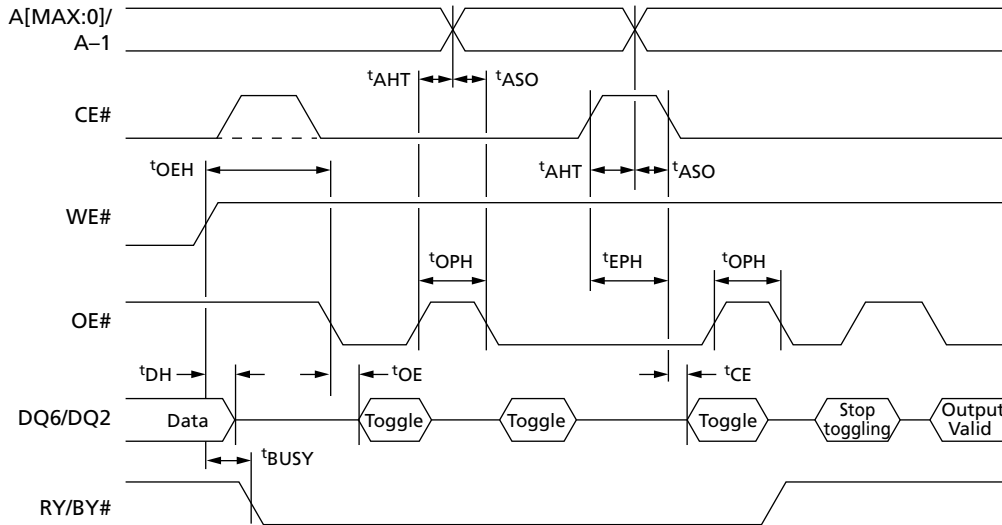 A[MAX:0]/
A–1
tAHT tASO
CE#
tOEH
tAHT tASO
WE#
tOPH tEPH tOPH
OE#
tDH tOE tCE
DQ6/DQ2 Data Toggle Toggle Toggle Stop toggling Output Valid
tBUSY
RY/BY#